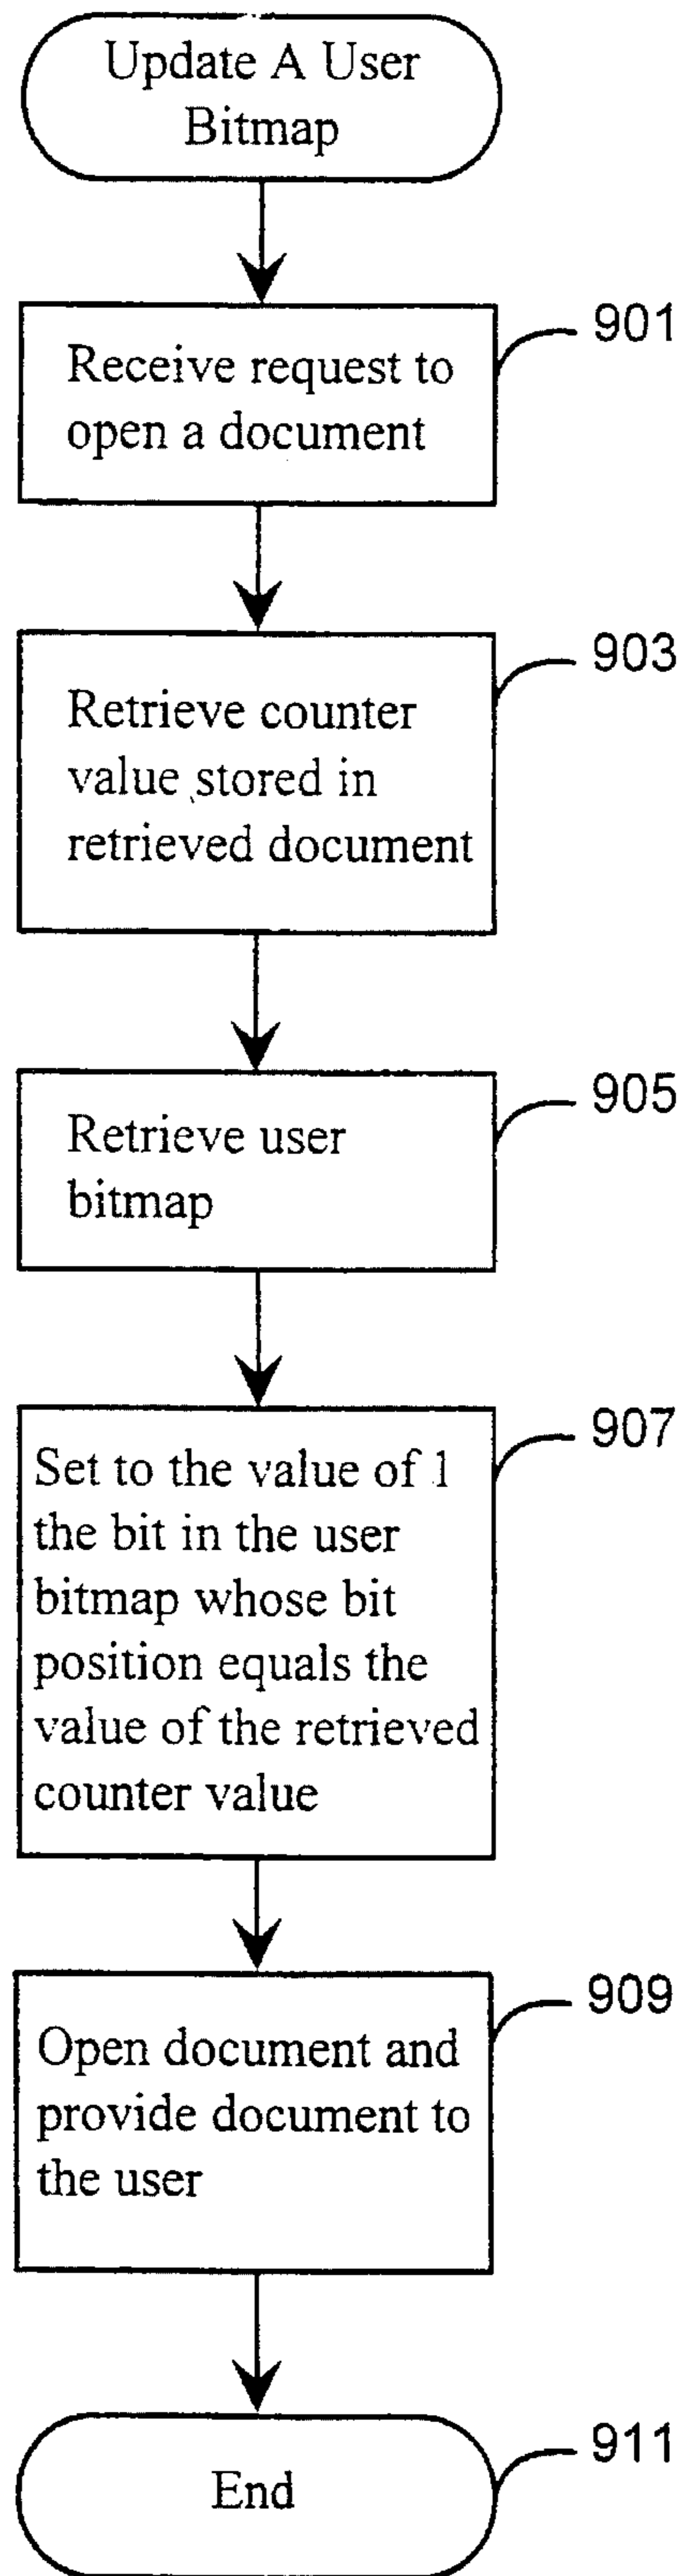 Update A User
Bitmap
901
Receive request to
open a document
903
Retrieve counter
value stored in
retrieved document
905
Retrieve user
bitmap
907
Set to the value of 1
the bit in the user
bitmap whose bit
position equals the
value of the retrieved
counter value
909
Open document and
provide document to
the user
911
End